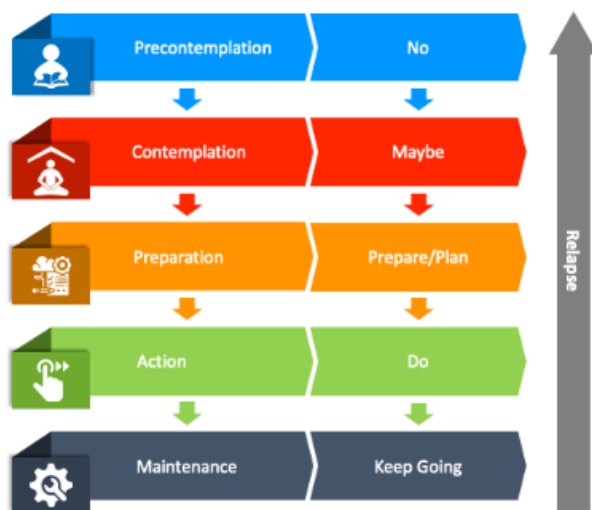 Precontemplation
No
Contemplation
Maybe
Preparation
Prepare/Plan
Action
Do
Maintenance
Keep Going
Relapse